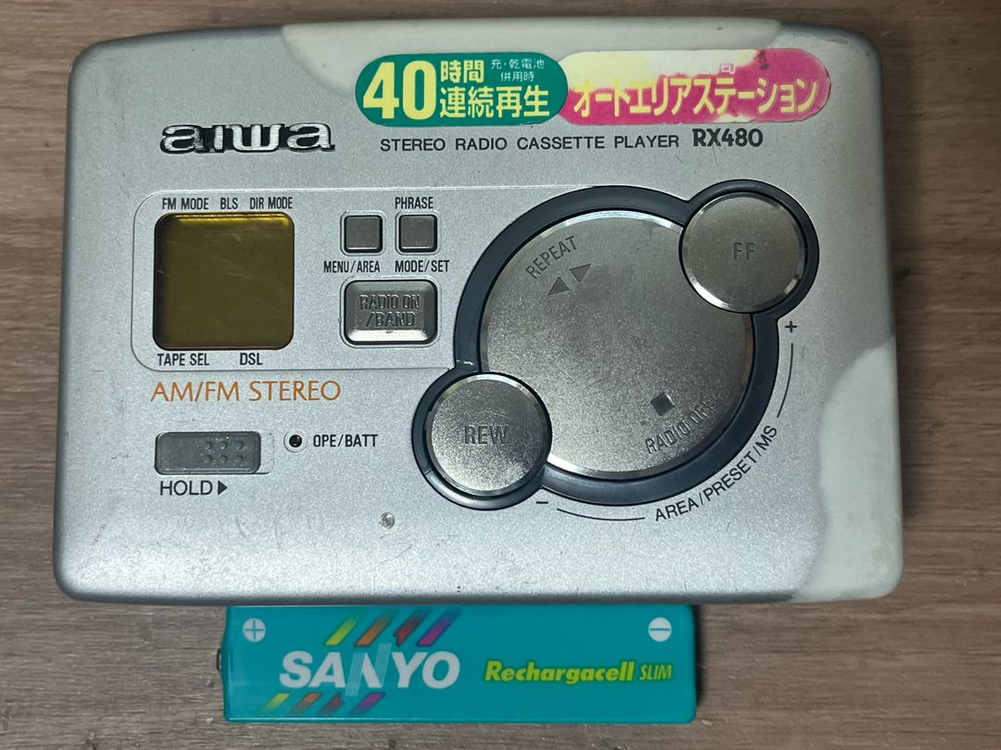 40時間
連続再生
充・乾電池
併用時
オートエリアステーション
aiwa
STEREO RADIO CASSETTE PLAYER RX480
FM MODE BLS DIR MODE
PHRASE
MENU/AREA MODE/SET
RADIO ON
/BAND
TAPE SEL DSL
AM/FM STEREO
OPE/BATT
HOLD
REPEAT
FF
REW
RADIO OFF
+
−
AREA/PRESET/MS
+
−
SANYO
Rechargacell SLIM